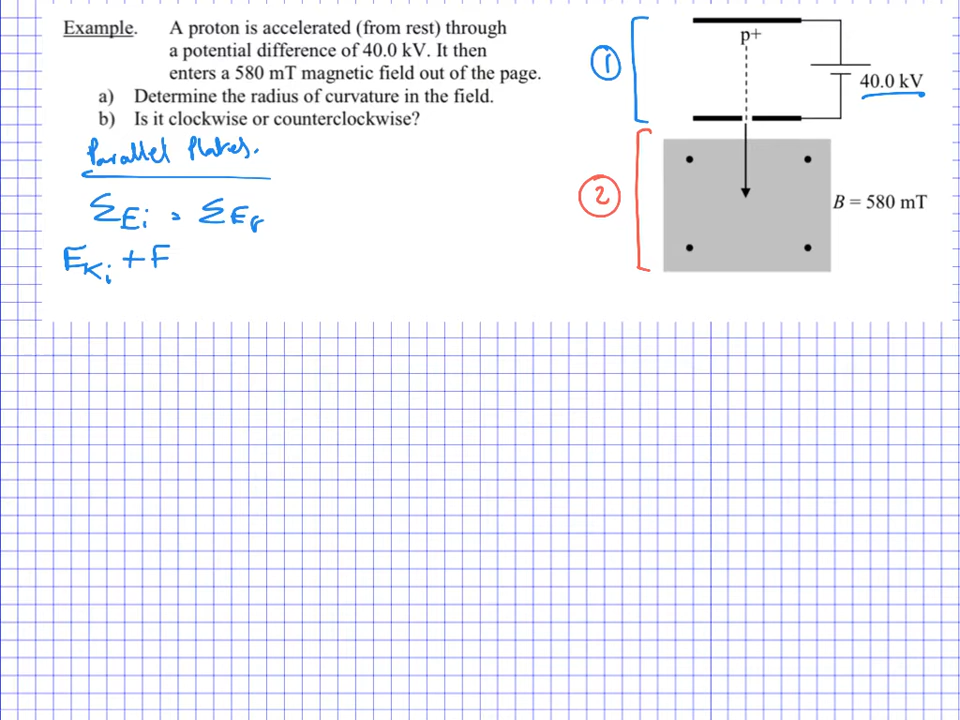 Example. A proton is accelerated (from rest) through
a potential difference of 40.0 kV. It then
enters a 580 mT magnetic field out of the page.
a) Determine the radius of curvature in the field.
b) Is it clockwise or counterclockwise?
p+
40.0 kV
B = 580 mT
①
②
Parallel Plates.
ΣEi = ΣEf
EKi + F